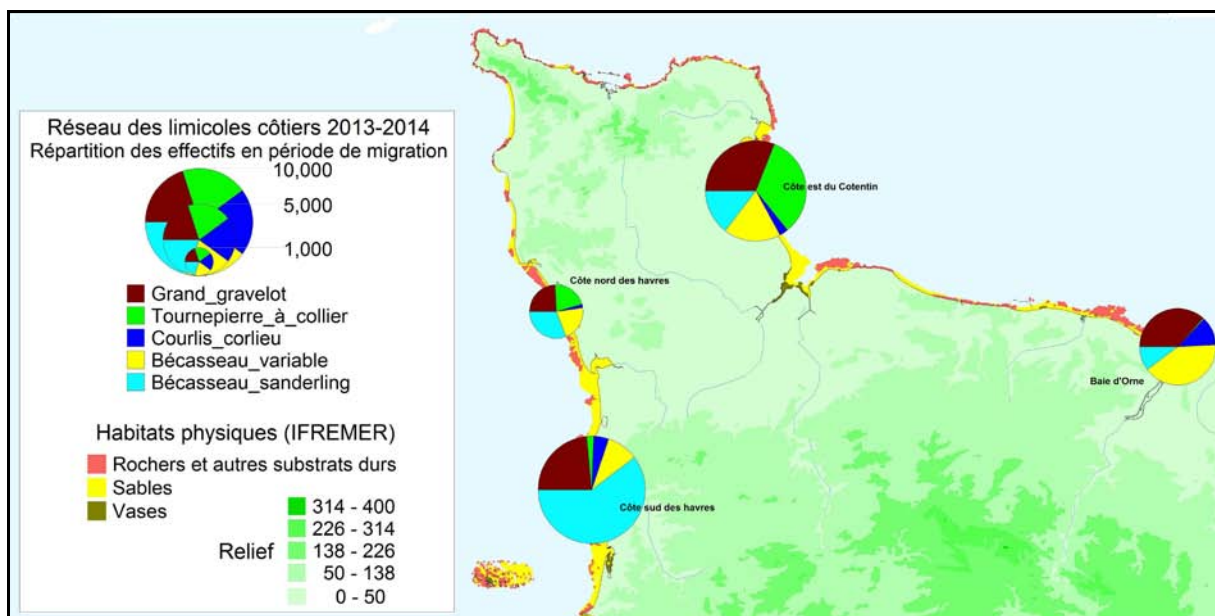 Réseau des limicoles côtiers 2013-2014
Répartition des effectifs en période de migration
10,000
5,000
1,000
Grand_gravelot
Tournepierre_à_collier
Courlis_corlieu
Bécasseau_variable
Bécasseau_sanderling
Habitats physiques (IFREMER)
Rochers et autres substrats durs
Sables
Vases
Relief
314 - 400
226 - 314
138 - 226
50 - 138
0 - 50
Côte est du Cotentin
Côte nord des havres
Baie d'Orne
Côte sud des havres